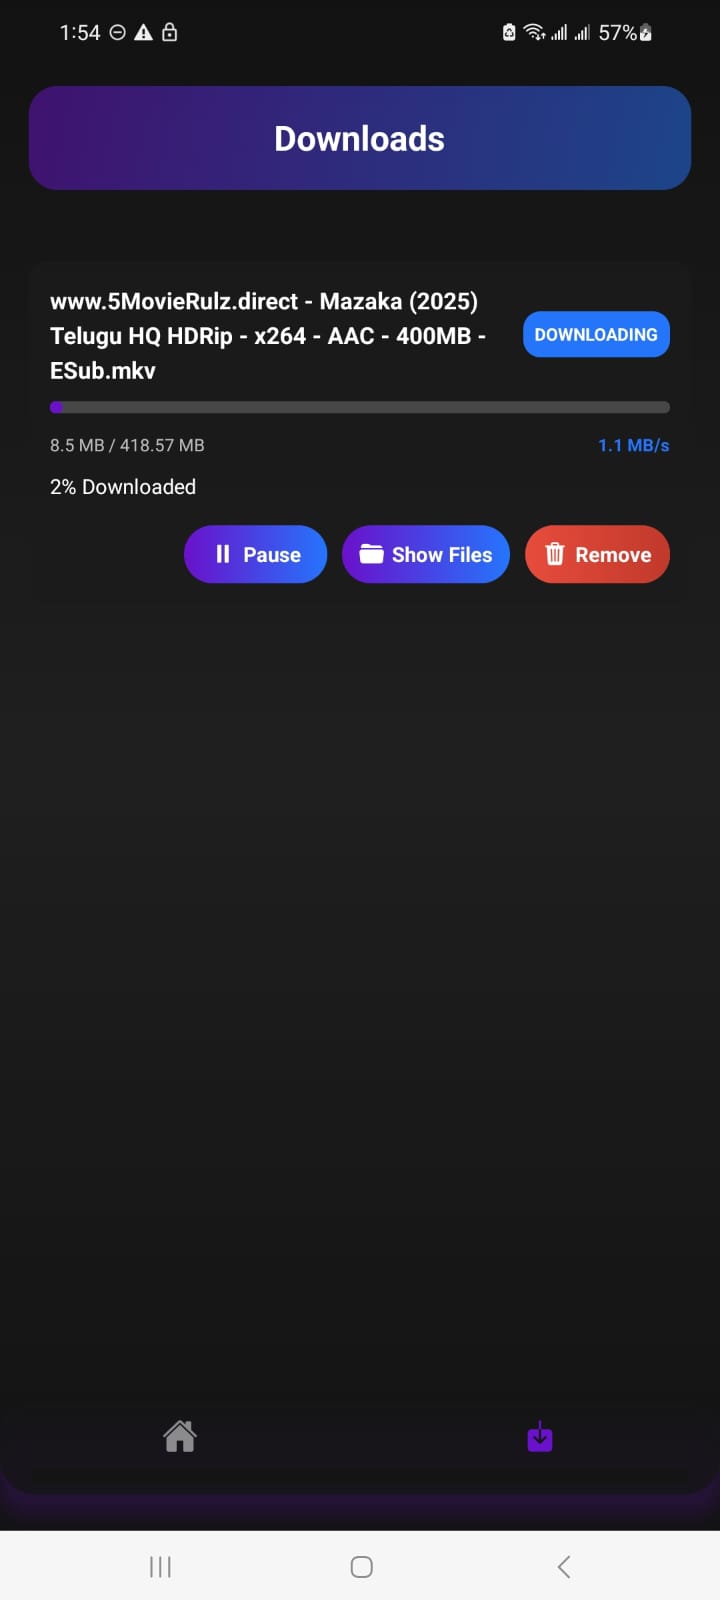 1:54
57%
Downloads
www.5MovieRulz.direct - Mazaka (2025)
Telugu HQ HDRip - x264 - AAC - 400MB -
ESub.mkv
DOWNLOADING
8.5 MB / 418.57 MB
1.1 MB/s
2% Downloaded
Pause
Show Files
Remove